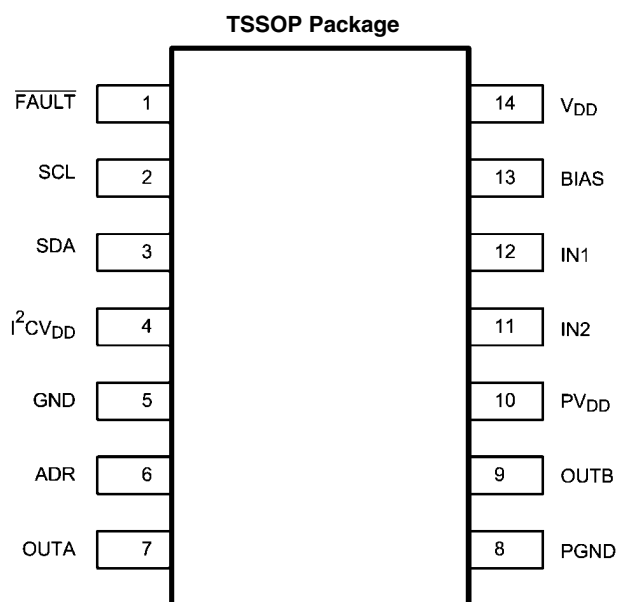 TSSOP Package
FAULT 1 14 VDD
SCL 2 13 BIAS
SDA 3 12 IN1
I²CVDD 4 11 IN2
GND 5 10 PVDD
ADR 6 9 OUTB
OUTA 7 8 PGND